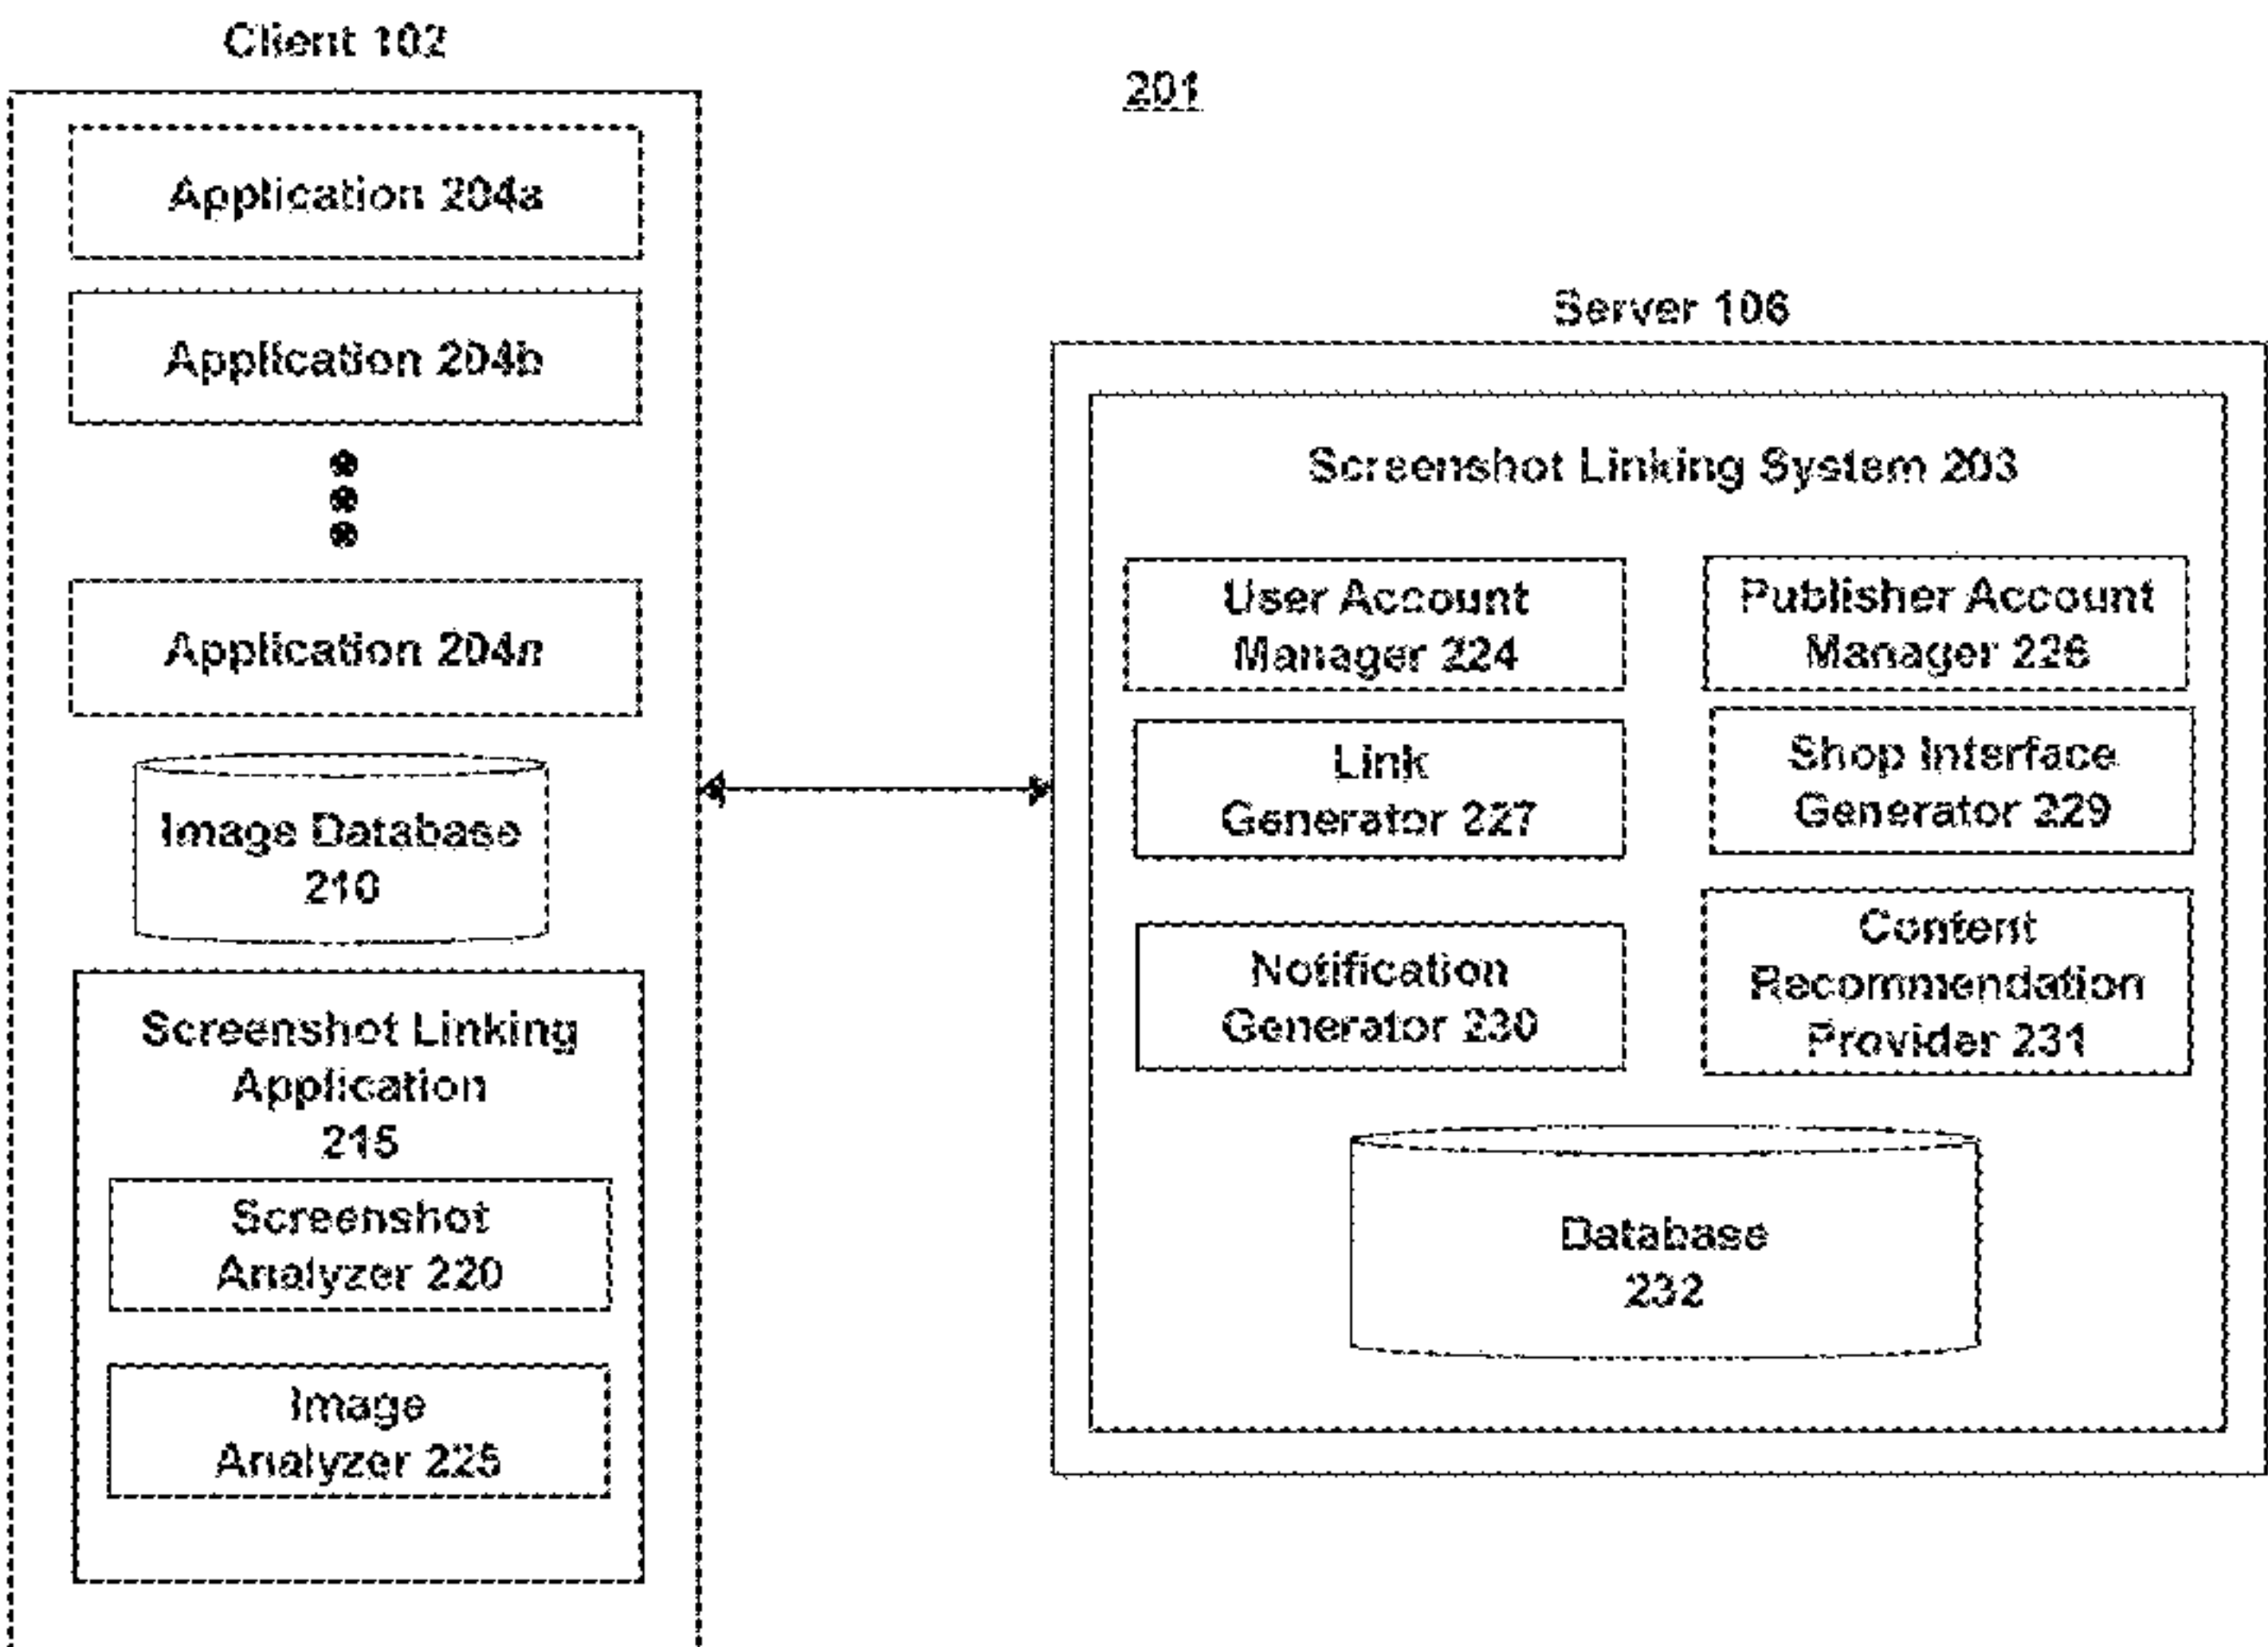 Client 102
201
Application 204a
Application 204b
Application 204n
Image Database
210
Screenshot Linking
Application
215
Screenshot
Analyzer 220
Image
Analyzer 225
Server 106
Screenshot Linking System 203
User Account
Manager 224
Publisher Account
Manager 226
Link
Generator 227
Shop Interface
Generator 229
Notification
Generator 230
Content
Recommendation
Provider 231
Database
232